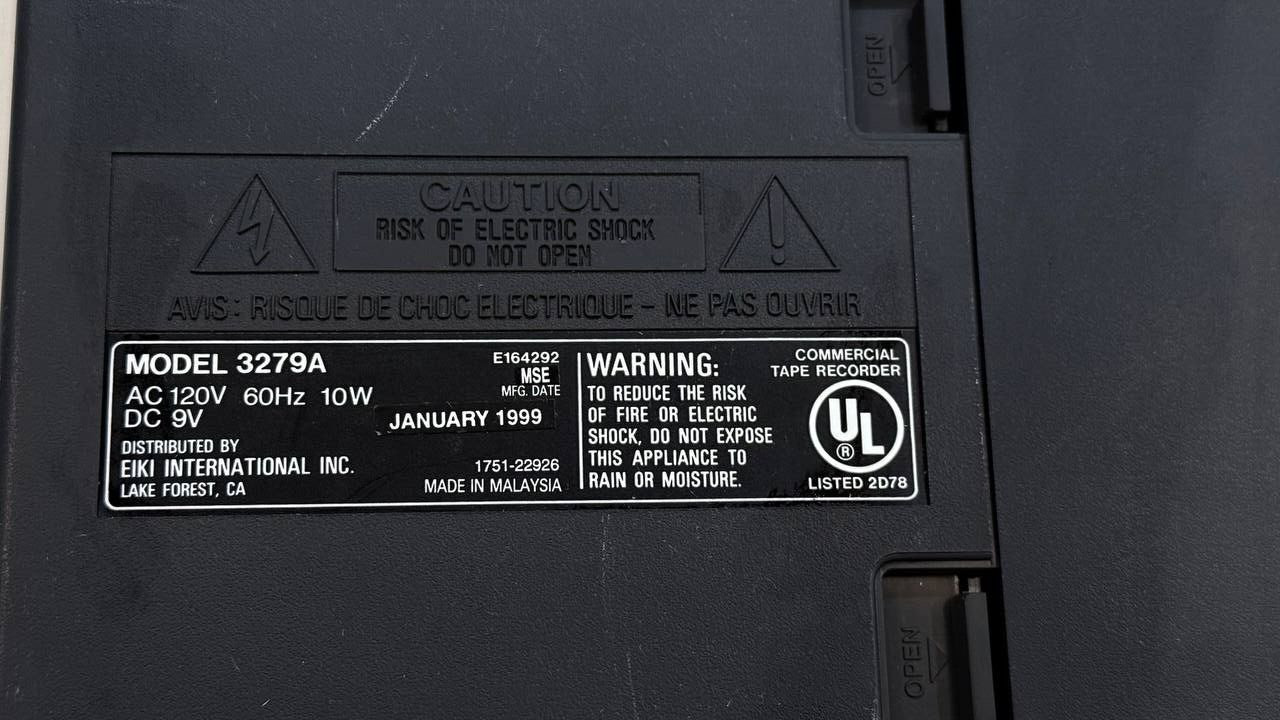 OPEN
CAUTION
RISK OF ELECTRIC SHOCK
DO NOT OPEN
AVIS: RISQUE DE CHOC ELECTRIQUE – NE PAS OUVRIR
MODEL 3279A
AC 120V 60Hz 10W
DC 9V
DISTRIBUTED BY
EIKI INTERNATIONAL INC.
LAKE FOREST, CA
E164292
MSE
MFG. DATE
JANUARY 1999
1751-22926
MADE IN MALAYSIA
WARNING:
TO REDUCE THE RISK
OF FIRE OR ELECTRIC
SHOCK, DO NOT EXPOSE
THIS APPLIANCE TO
RAIN OR MOISTURE.
COMMERCIAL
TAPE RECORDER
UL
®
LISTED 2D78
OPEN